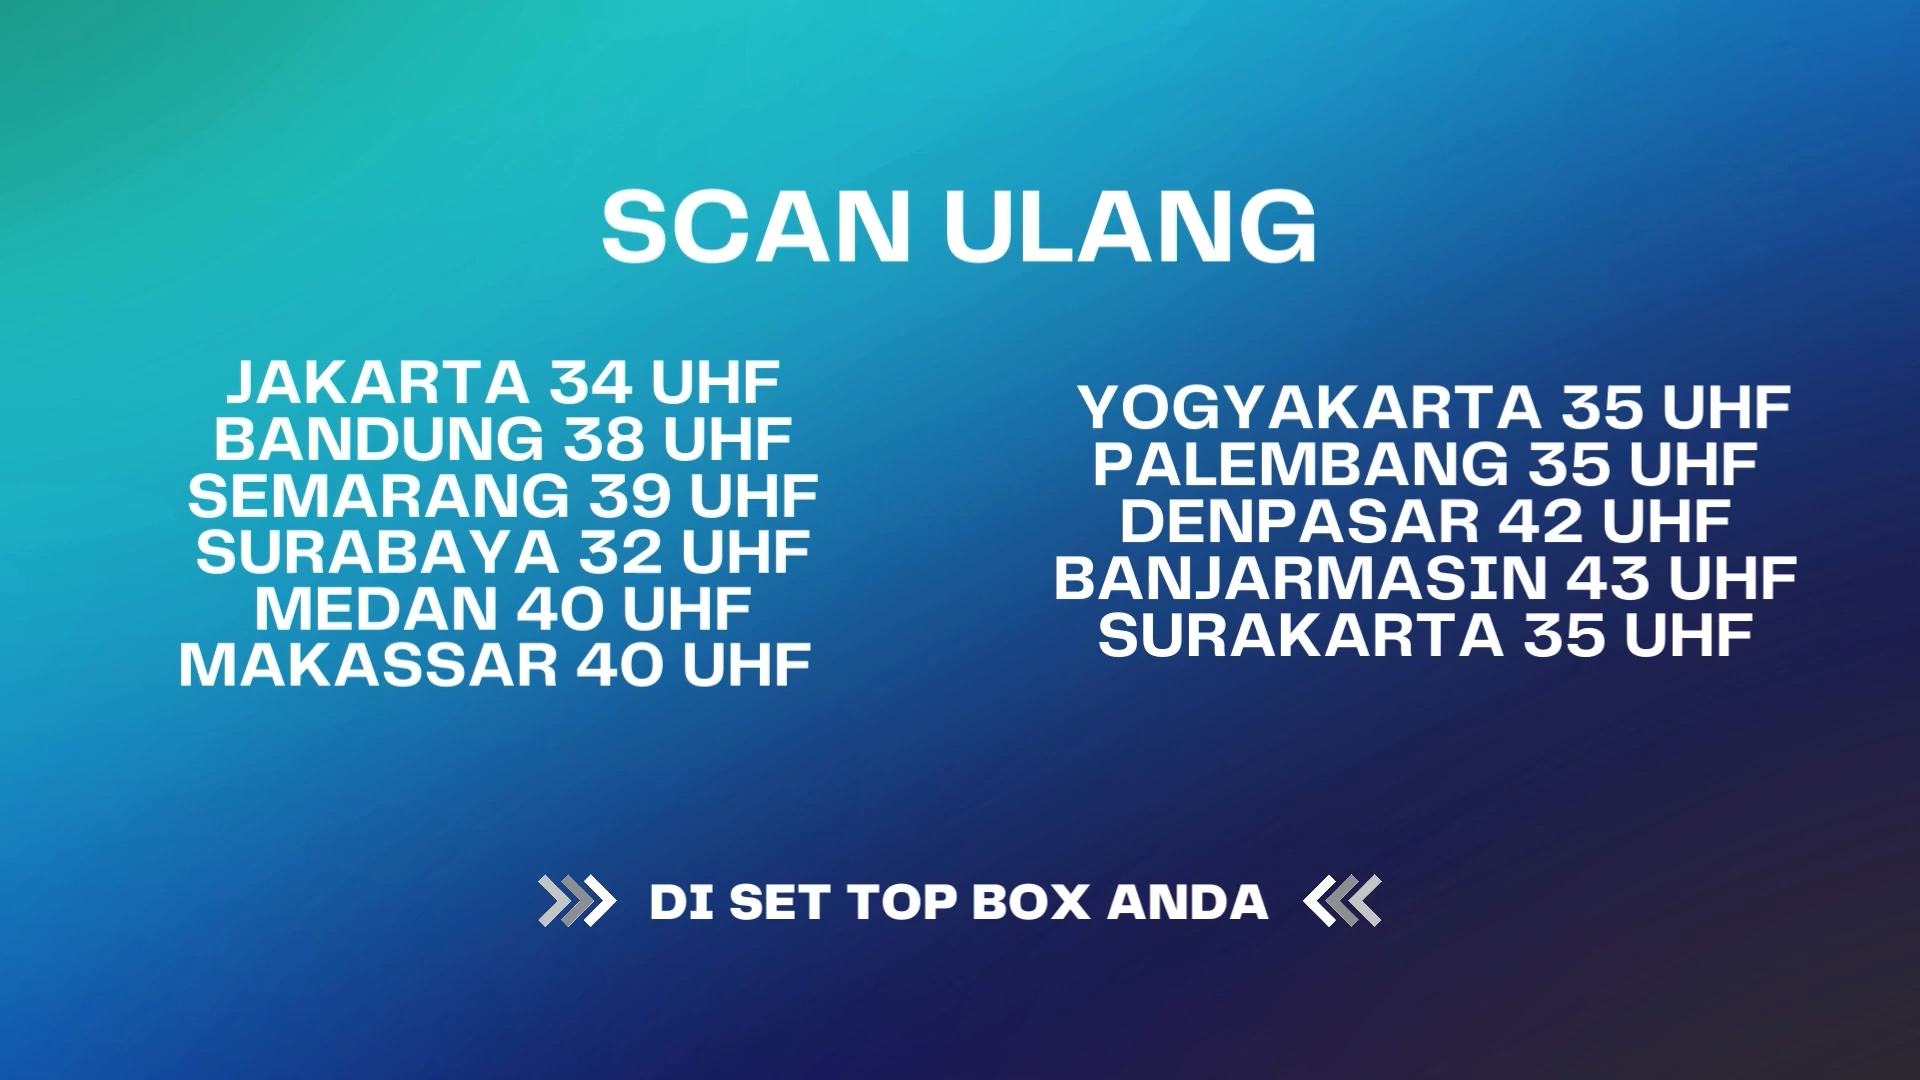 SCAN ULANG
JAKARTA 34 UHF
BANDUNG 38 UHF
SEMARANG 39 UHF
SURABAYA 32 UHF
MEDAN 40 UHF
MAKASSAR 40 UHF
YOGYAKARTA 35 UHF
PALEMBANG 35 UHF
DENPASAR 42 UHF
BANJARMASIN 43 UHF
SURAKARTA 35 UHF
DI SET TOP BOX ANDA